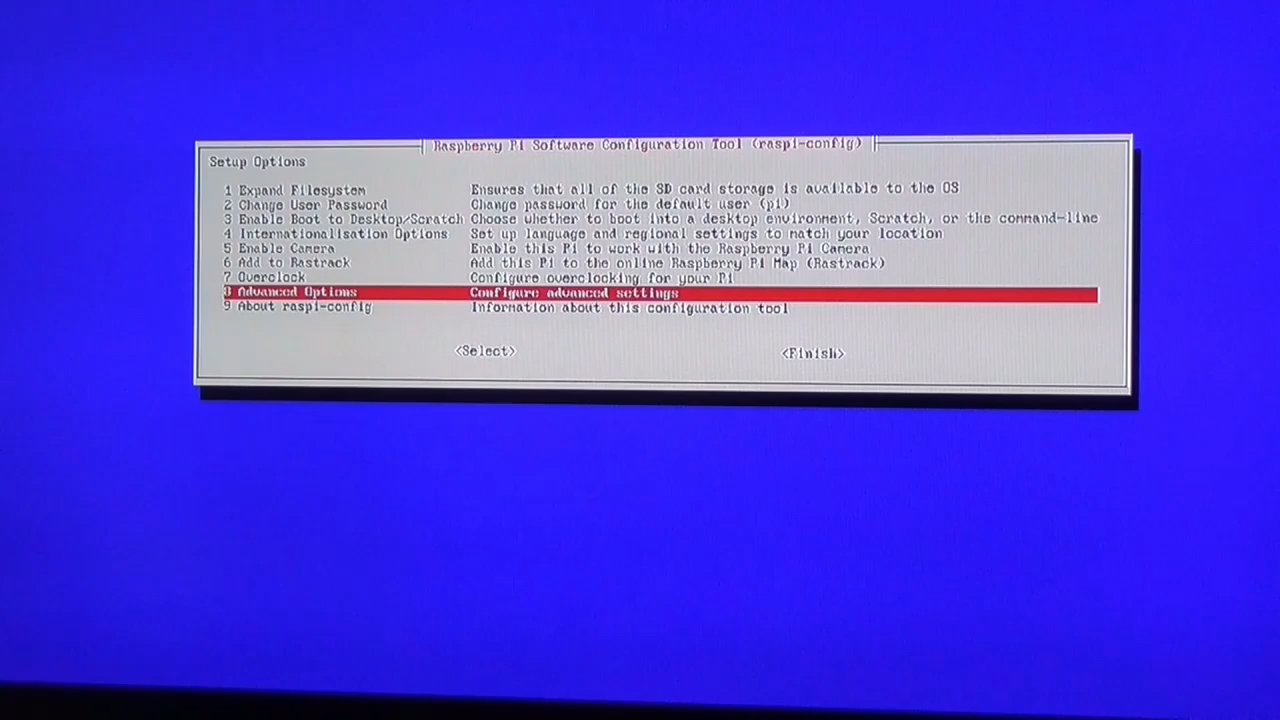 Raspberry Pi Software Configuration Tool (raspi-config)
Setup Options
1 Expand Filesystem Ensures that all of the SD card storage is available to the OS
2 Change User Password Change password for the default user (pi)
3 Enable Boot to Desktop/Scratch Choose whether to boot into a desktop environment, Scratch, or the command-line
4 Internationalisation Options Set up language and regional settings to match your location
5 Enable Camera Enable this Pi to work with the Raspberry Pi Camera
6 Add to Rastrack Add this Pi to the online Raspberry Pi Map (Rastrack)
7 Overclock Configure overclocking for your Pi
8 Advanced Options Configure advanced settings
9 About raspi-config Information about this configuration tool
<Select> <Finish>